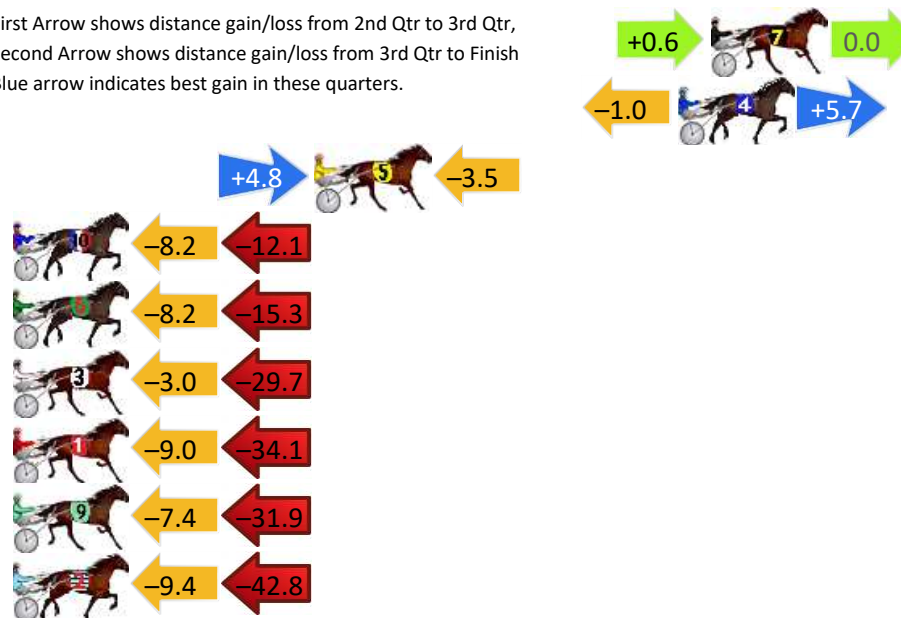 irst Arrow shows distance gain/loss from 2nd Qtr to 3rd Qtr,
econd Arrow shows distance gain/loss from 3rd Qtr to Finish
Blue arrow indicates best gain in these quarters.
+0.6 7 0.0
–1.0 4 +5.7
+4.8 5 –3.5
10 –8.2 –12.1
6 –8.2 –15.3
3 –3.0 –29.7
1 –9.0 –34.1
9 –7.4 –31.9
2 –9.4 –42.8